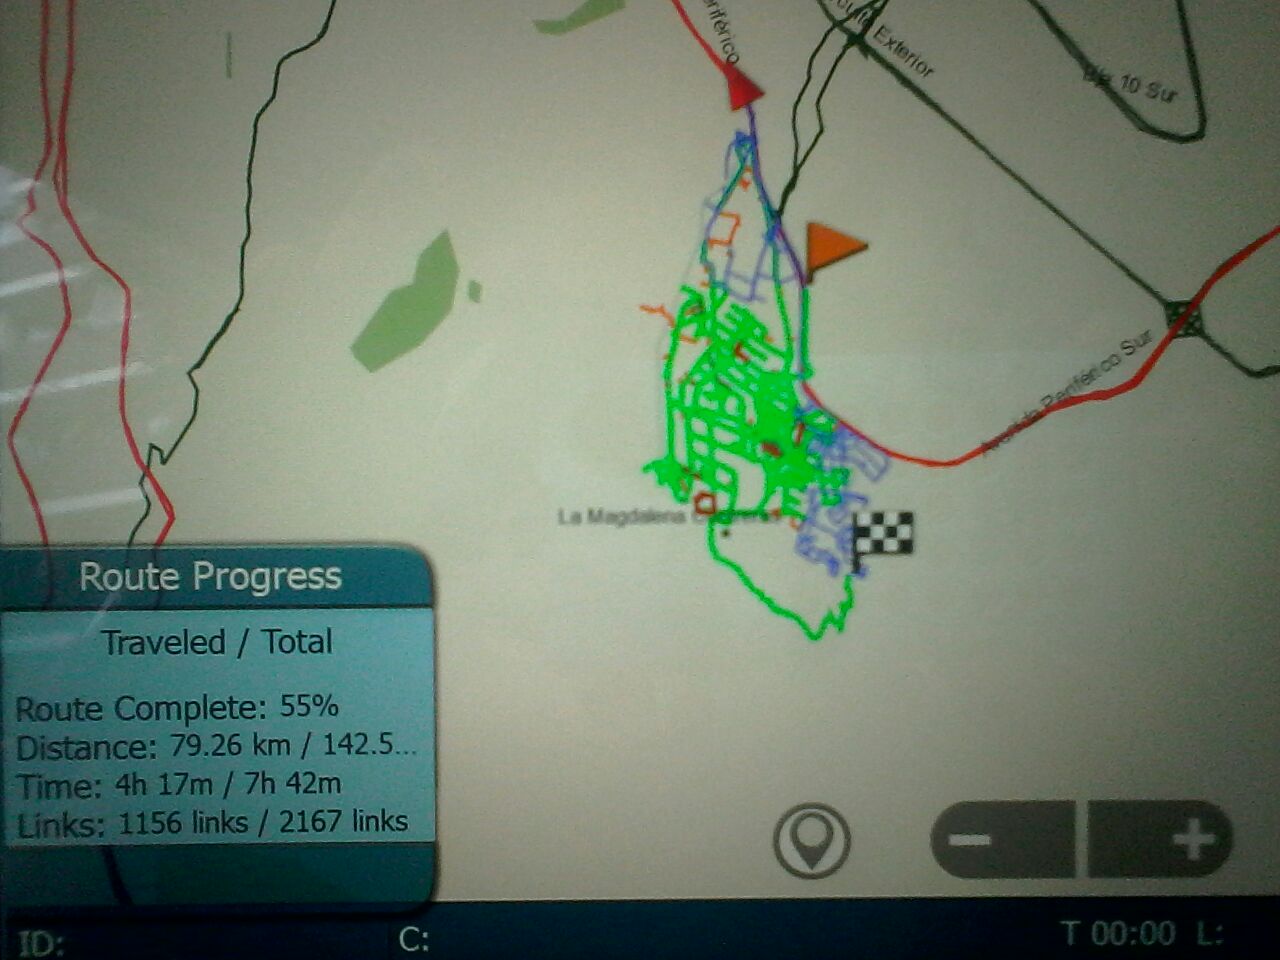 Exterior
10 Sur
Avenida Periférico Sur
La Magdalena
Route Progress
Traveled / Total
Route Complete: 55%
Distance: 79.26 km / 142.5...
Time: 4h 17m / 7h 42m
Links: 1156 links / 2167 links
ID:
C:
T 00:00 L: